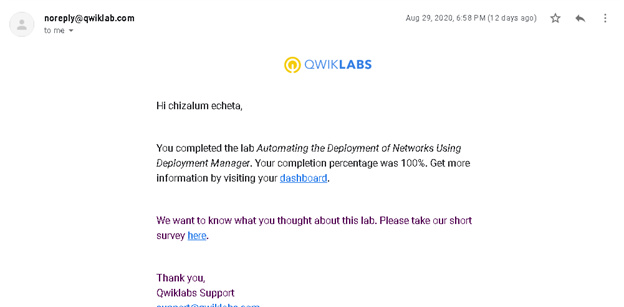 noreply@qwiklab.com
Aug 29, 2020, 6:58 PM (12 days ago)
to me
QWIKLABS
Hi chizalum echeta,
You completed the lab Automating the Deployment of Networks Using
Deployment Manager. Your completion percentage was 100%. Get more
information by visiting your dashboard.
We want to know what you thought about this lab. Please take our short
survey here.
Thank you,
Qwiklabs Support
support@qwiklabs.com